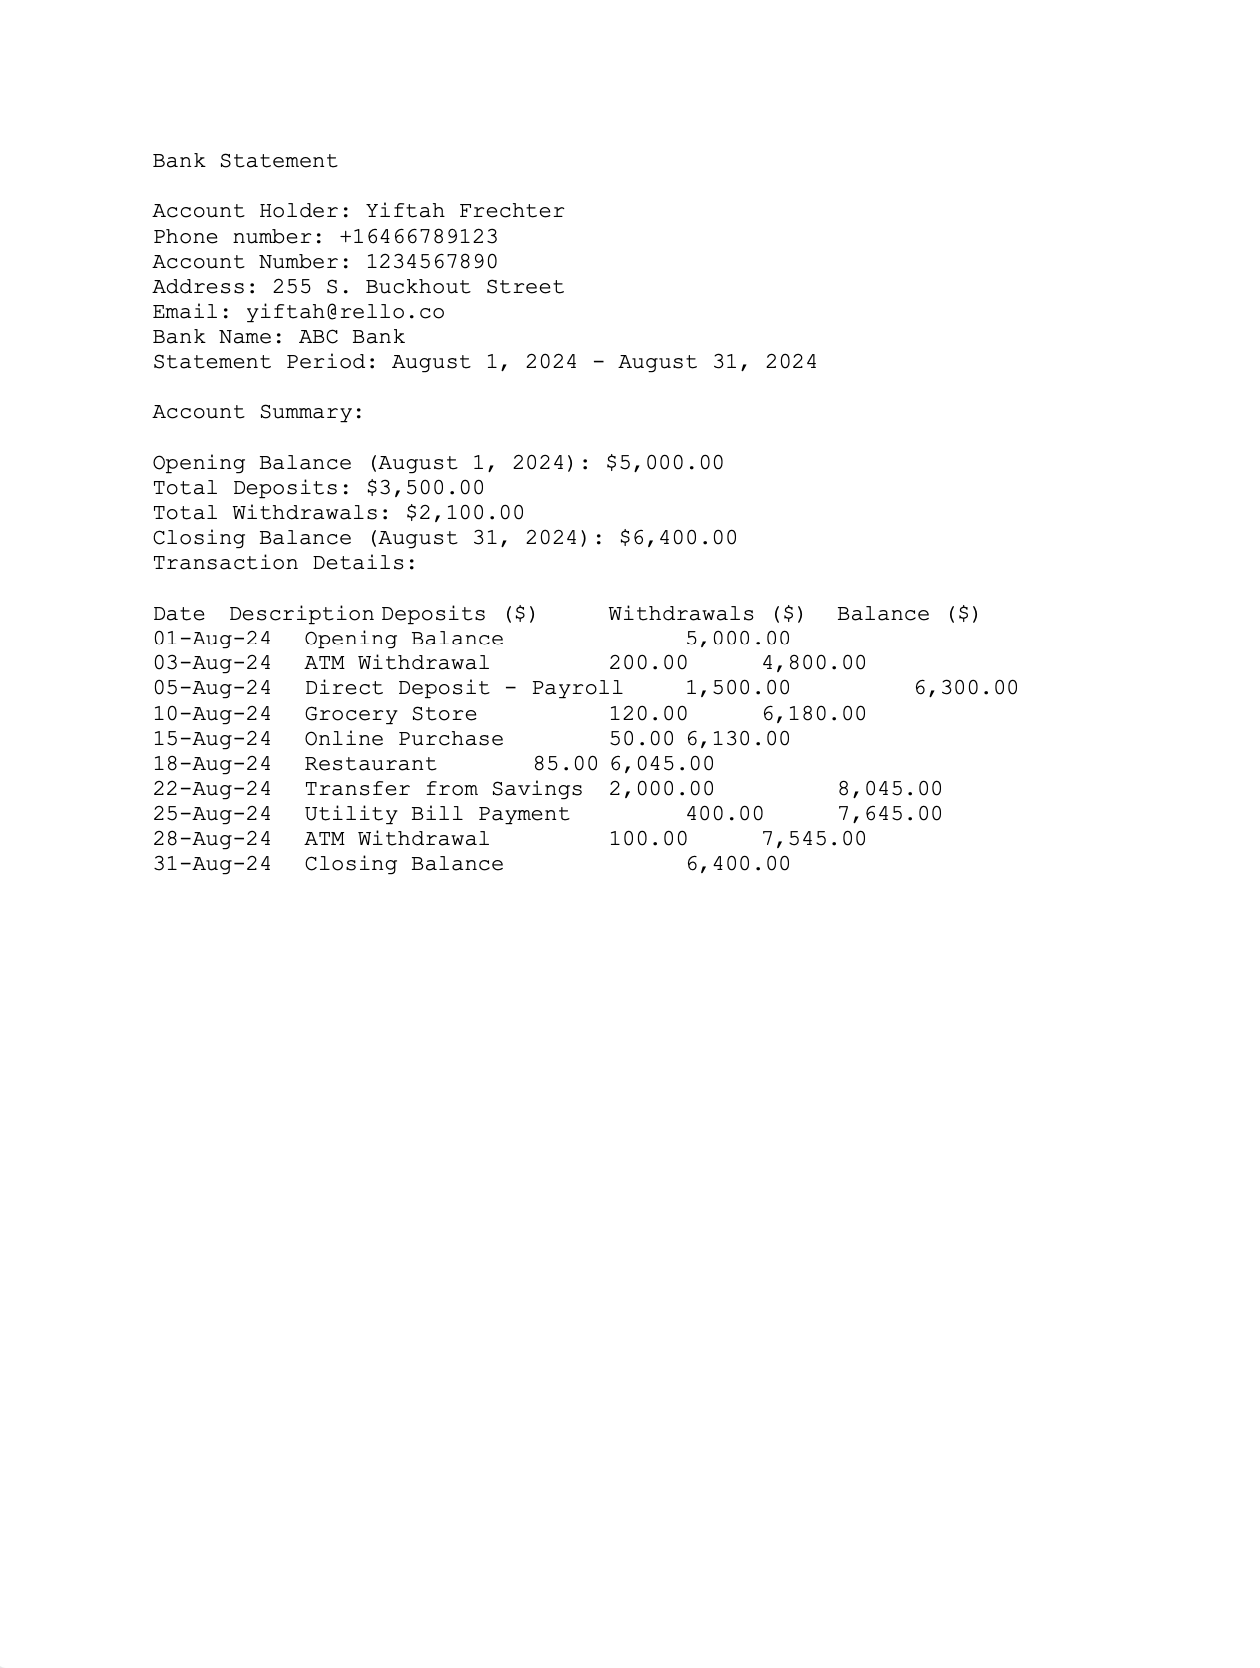 Bank Statement
Account Holder: Yiftah Frechter
Phone number: +16466789123
Account Number: 1234567890
Address: 255 S. Buckhout Street
Email: yiftah@rello.co
Bank Name: ABC Bank
Statement Period: August 1, 2024 – August 31, 2024
Account Summary:
Opening Balance (August 1, 2024): $5,000.00
Total Deposits: $3,500.00
Total Withdrawals: $2,100.00
Closing Balance (August 31, 2024): $6,400.00
Transaction Details:
Date Description Deposits ($) Withdrawals ($) Balance ($)
01-Aug-24 Opening Balance 5,000.00
03-Aug-24 ATM Withdrawal 200.00 4,800.00
05-Aug-24 Direct Deposit – Payroll 1,500.00 6,300.00
10-Aug-24 Grocery Store 120.00 6,180.00
15-Aug-24 Online Purchase 50.00 6,130.00
18-Aug-24 Restaurant 85.00 6,045.00
22-Aug-24 Transfer from Savings 2,000.00 8,045.00
25-Aug-24 Utility Bill Payment 400.00 7,645.00
28-Aug-24 ATM Withdrawal 100.00 7,545.00
31-Aug-24 Closing Balance 6,400.00